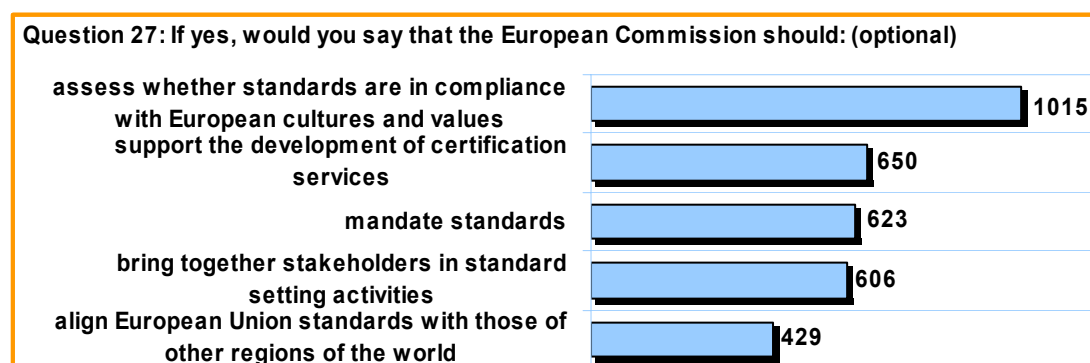 Question 27: If yes, would you say that the European Commission should: (optional)
assess whether standards are in compliance
with European cultures and values
1015
support the development of certification
services
650
mandate standards
623
bring together stakeholders in standard
setting activities
606
align European Union standards with those of
other regions of the world
429